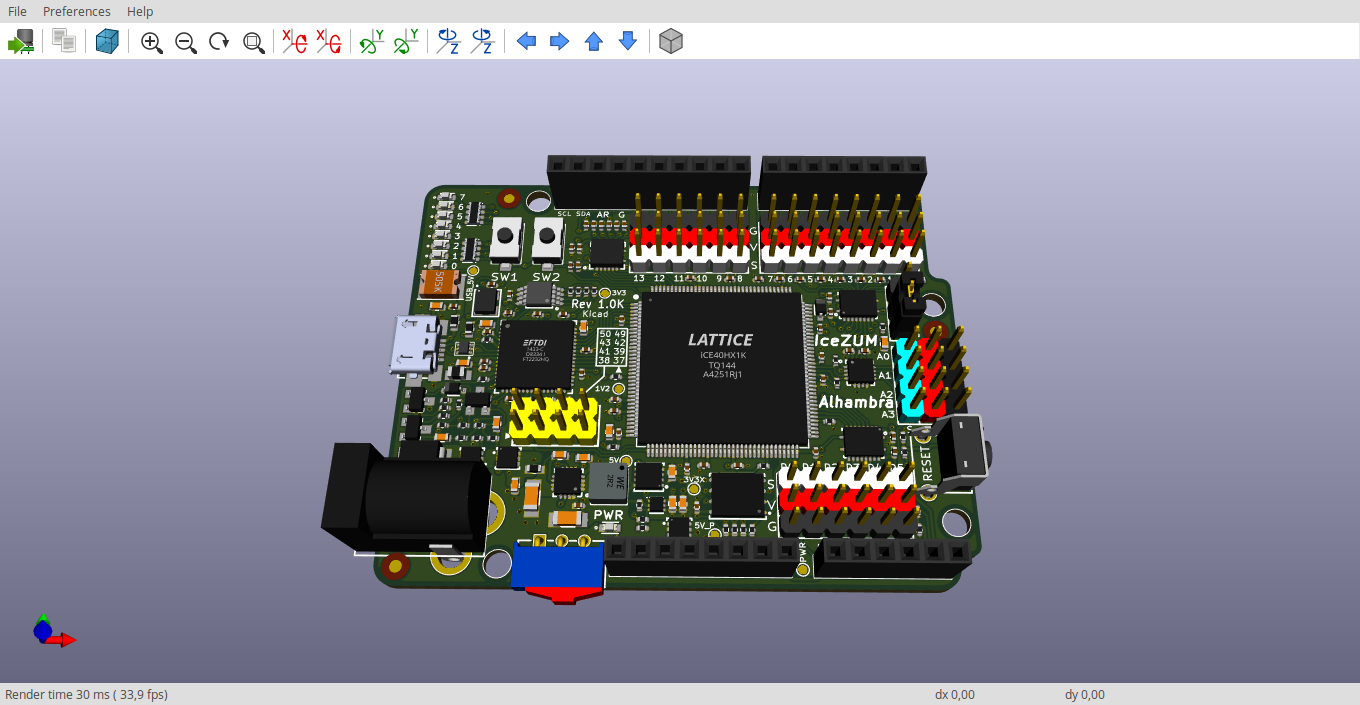 File Preferences Help
X X Y Y Z Z
7
6
5
4
3
2
1
0
SCL SDA AR G
G
V
S
SW1 SW2
13 12 11 10 9 8
7 6 5 4 3 2
505K
USB_5V
3V3
Rev 1.0K
Kicad
FTDI
FT2232HQ
50 49
43 42
41 39
38 37
1V2
LATTICE
iCE40HX1K
TQ144
A4251RJ1
IceZUM
Alhambra
A0
A1
A2
A3
RESET
5V
WE
2R2
3V3X
S
V
G
PWR
5V_P
PWR
Render time 30 ms ( 33,9 fps)
dx 0,00
dy 0,00